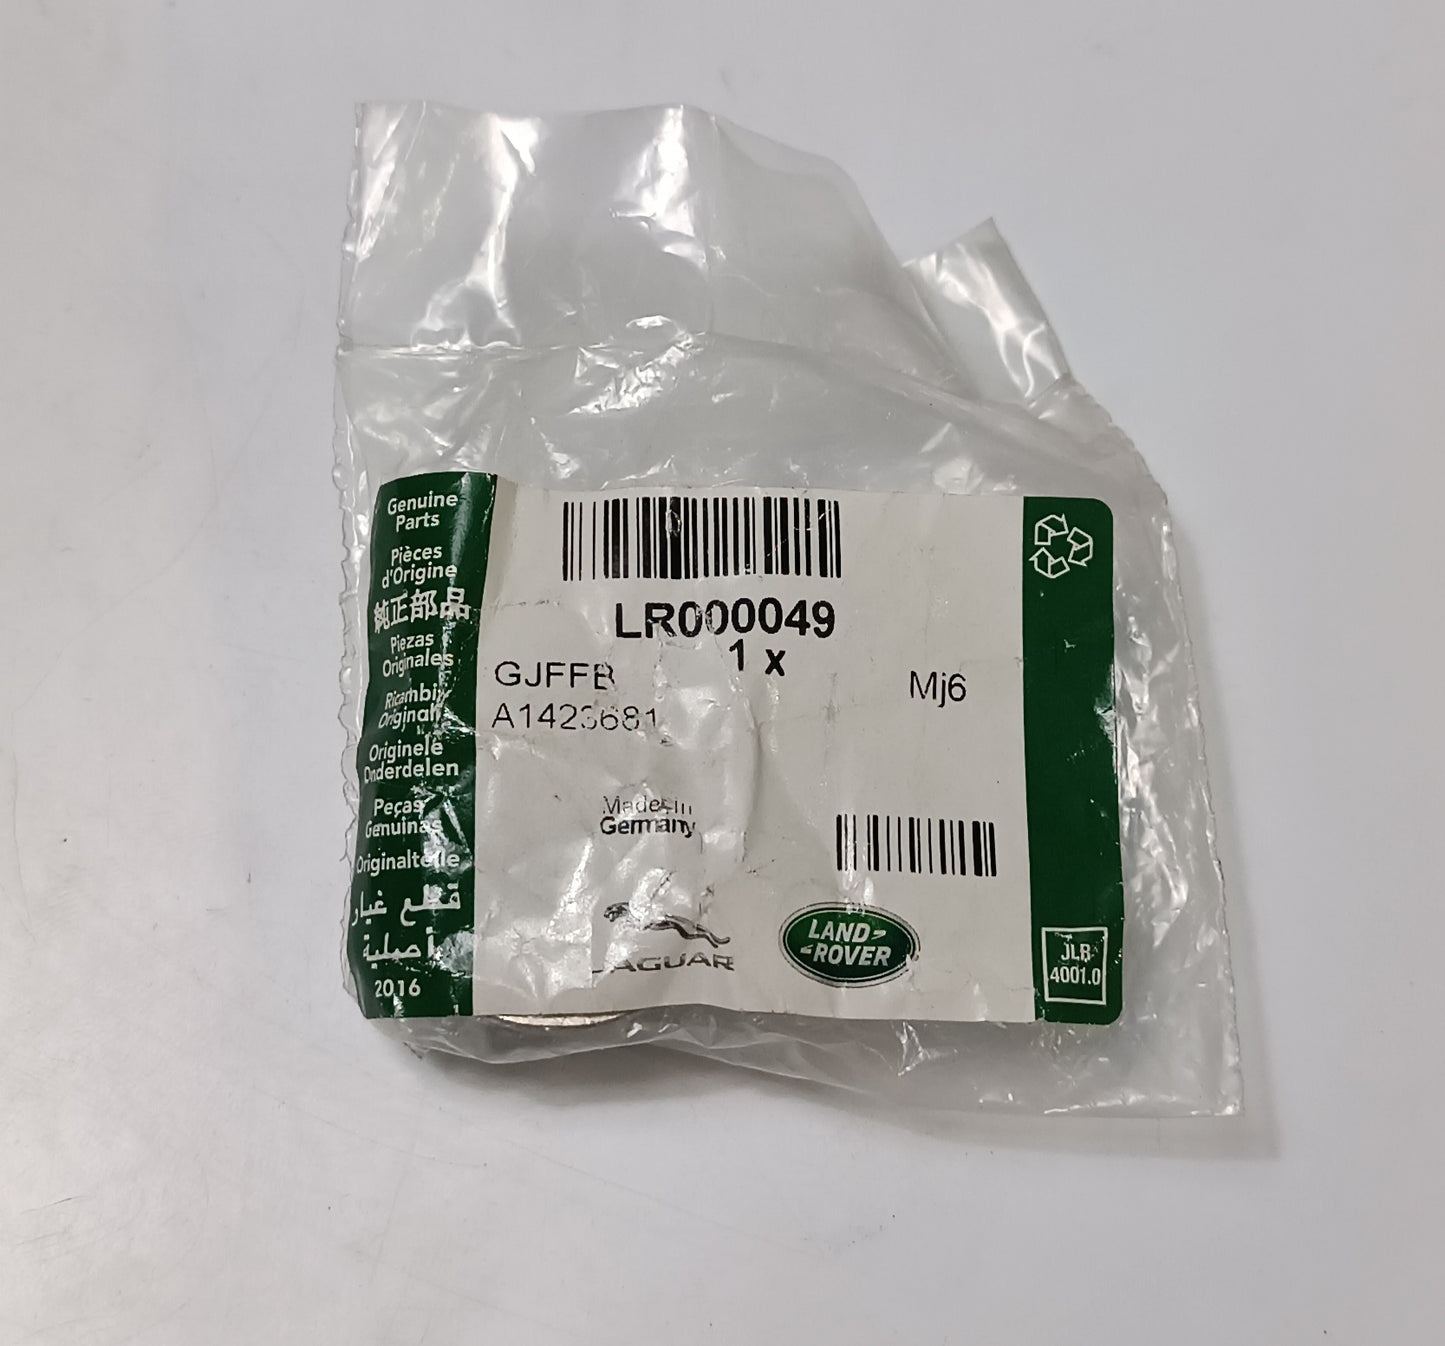 Genuine
Parts
Pièces
d'Origine
純正部品
Piezas
Originales
Ricambi
Originali
Originele
Onderdelen
Peças
Genuinas
Originalteile
قطع غيار
أصلية
2016
LR000049
1 x
GJFFB
Mj6
A1423681
Made in
Germany
JAGUAR
LAND-
-ROVER
JLR
4001.0